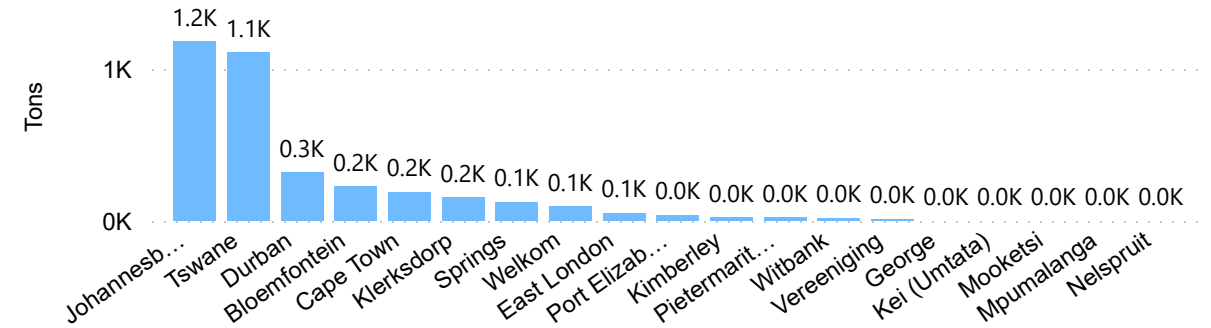 1.2K
1.1K
0.3K
0.2K
0.2K
0.2K
0.1K
0.1K
0.1K
0.0K
0.0K
0.0K
0.0K
0.0K
0.0K
0.0K
0.0K
0.0K
0.0K
1K
0K
Tons
Johannesb...
Tswane
Durban
Bloemfontein
Cape Town
Klerksdorp
Springs
Welkom
East London
Port Elizab...
Kimberley
Pietermarit...
Witbank
Vereeniging
George
Kei (Umtata)
Mooketsi
Mpumalanga
Nelspruit